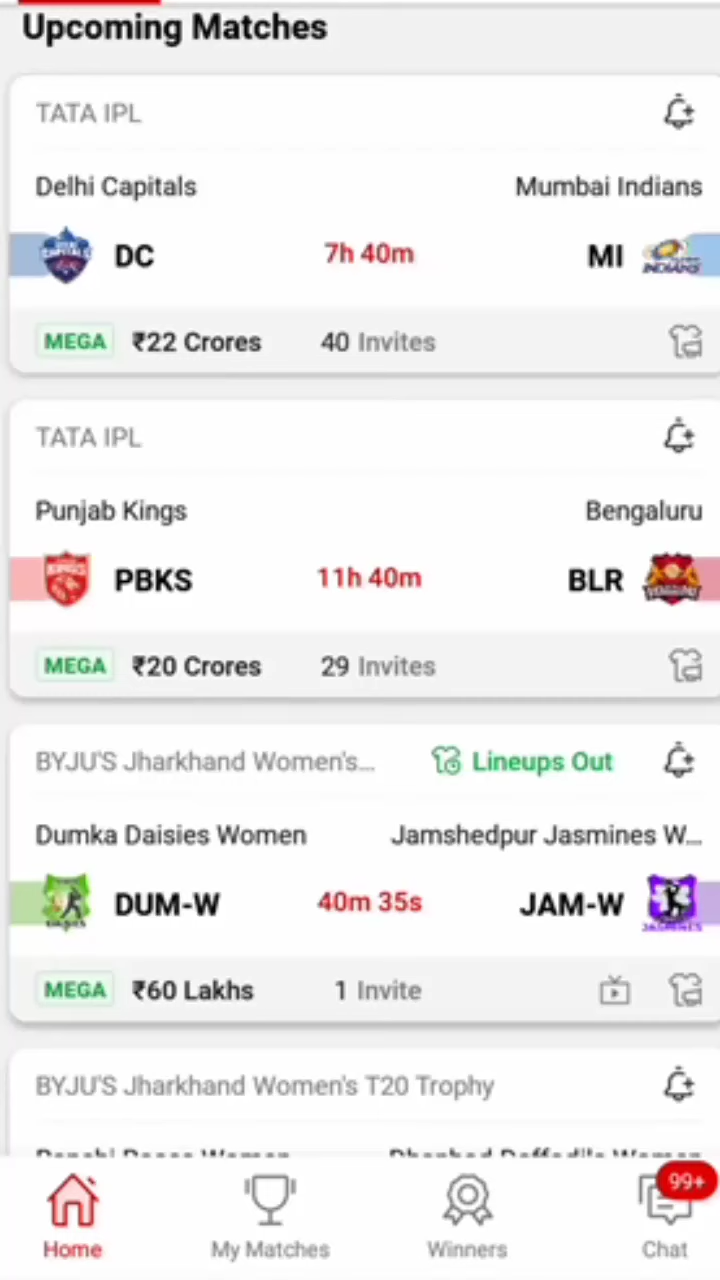 Upcoming Matches
TATA IPL
Delhi Capitals Mumbai Indians
DC 7h 40m MI
MEGA ₹22 Crores 40 Invites
TATA IPL
Punjab Kings Bengaluru
PBKS 11h 40m BLR
MEGA ₹20 Crores 29 Invites
BYJU'S Jharkhand Women's... Lineups Out
Dumka Daisies Women Jamshedpur Jasmines W...
DUM-W 40m 35s JAM-W
MEGA ₹60 Lakhs 1 Invite
BYJU'S Jharkhand Women's T20 Trophy
99+
Home My Matches Winners Chat